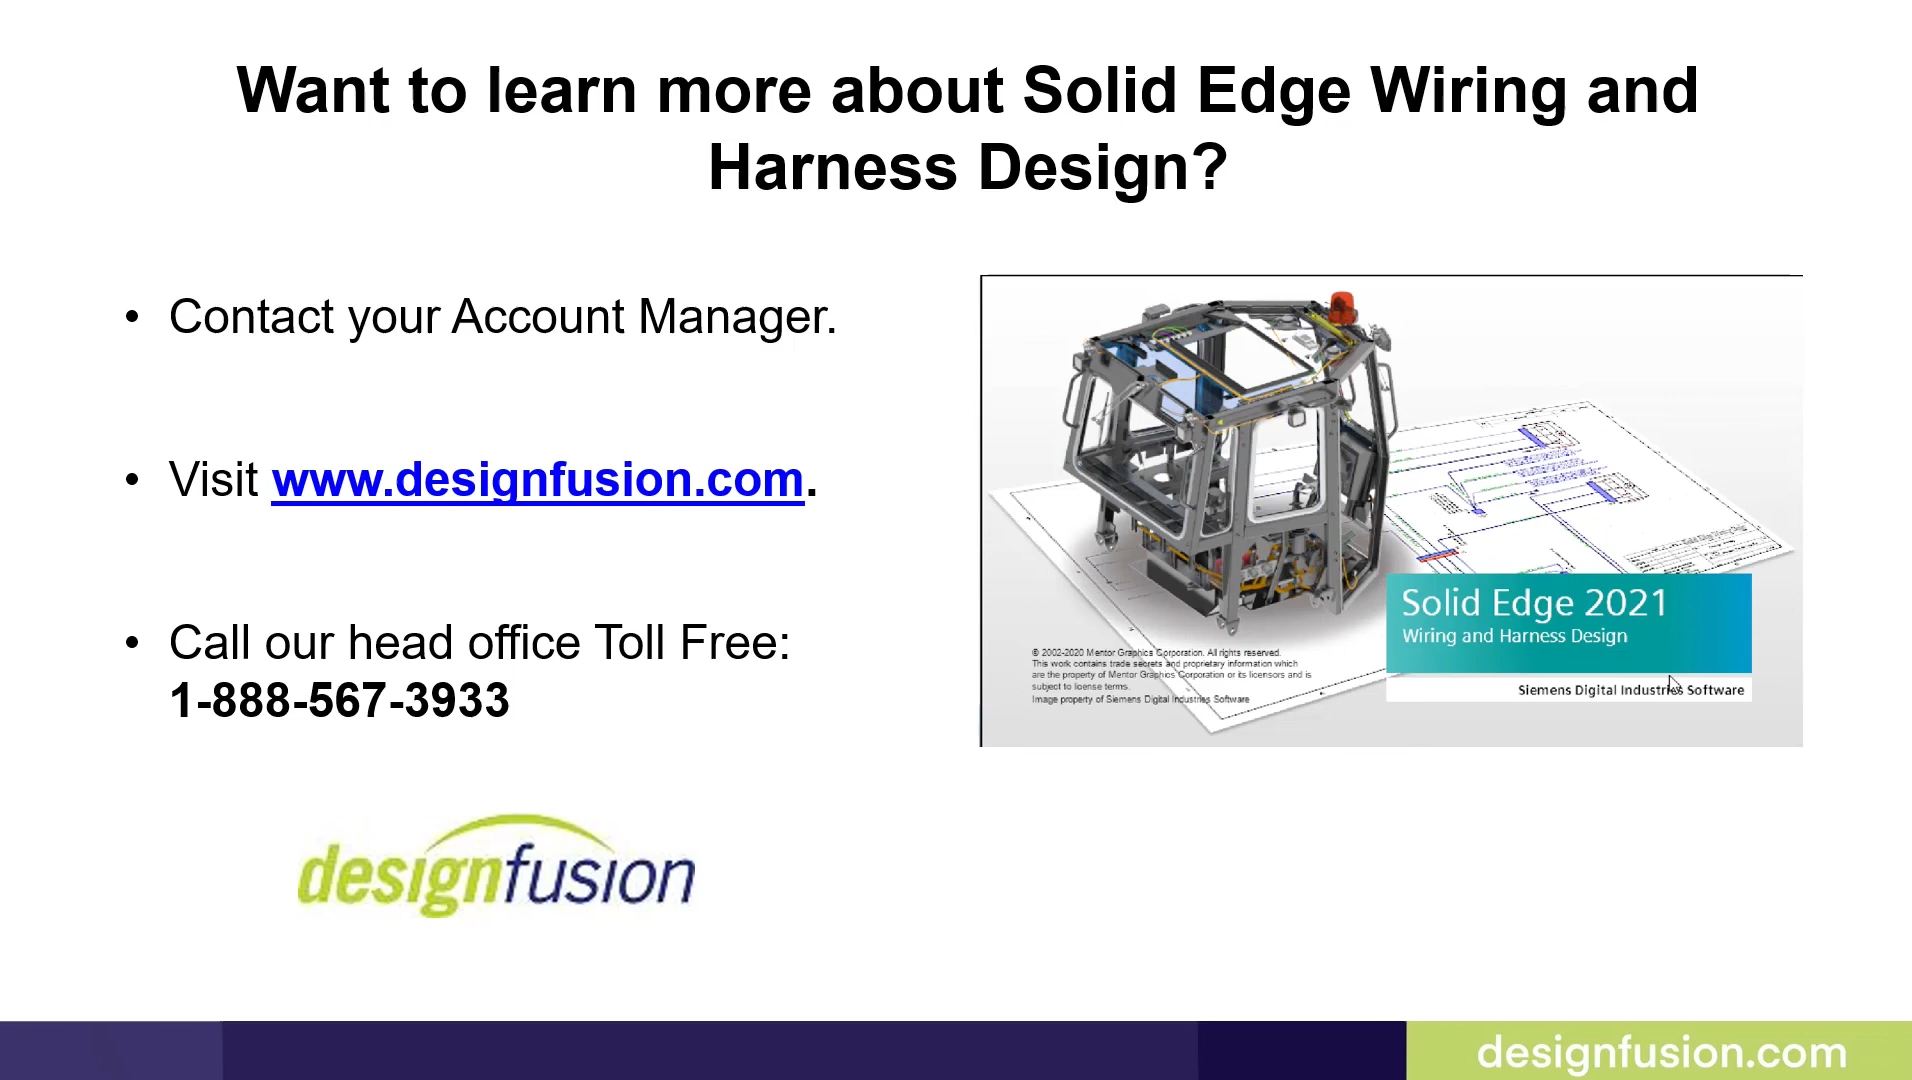 Want to learn more about Solid Edge Wiring and
Harness Design?
• Contact your Account Manager.
• Visit www.designfusion.com.
• Call our head office Toll Free:
1-888-567-3933
Solid Edge 2021
Wiring and Harness Design
Siemens Digital Industries Software
© 2002-2020 Mentor Graphics Corporation. All rights reserved.
This work contains trade secrets and proprietary information which
are the property of Mentor Graphics Corporation or its licensors and is
subject to license terms.
Image property of Siemens Digital Industries Software
designfusion
designfusion.com